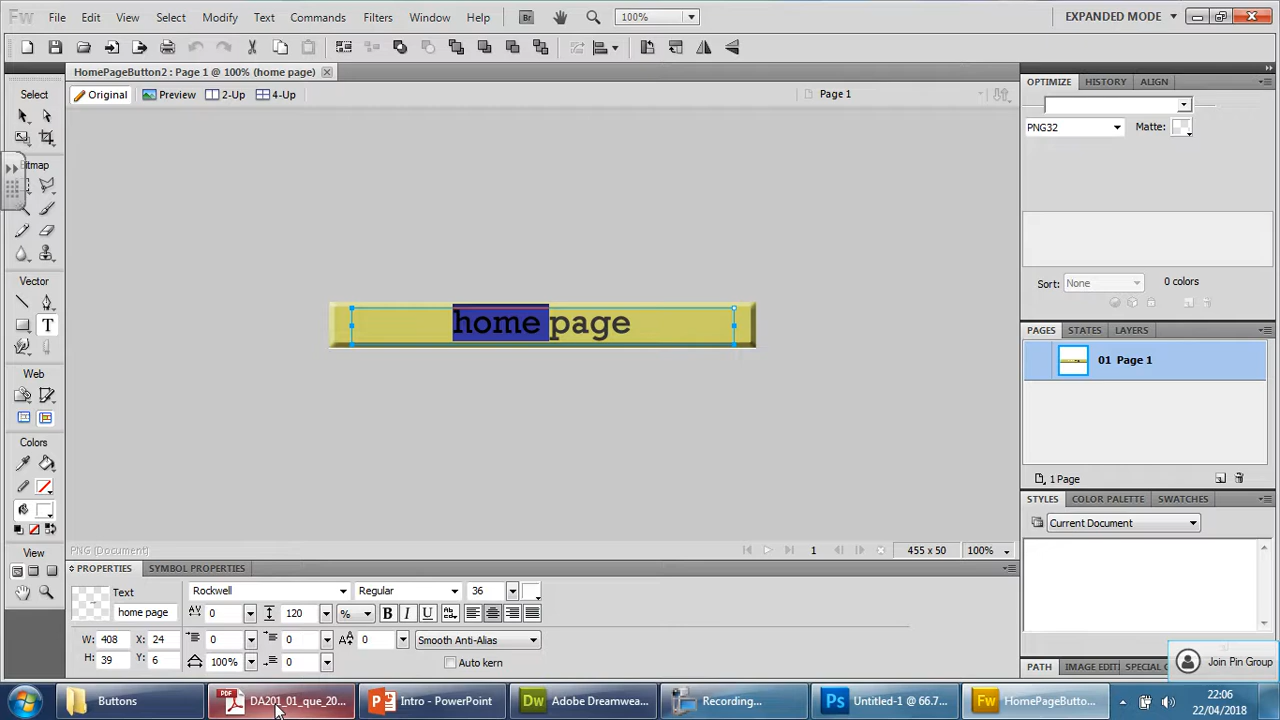 Fw File Edit View Select Modify Text Commands Filters Window Help Br 100% EXPANDED MODE
HomePageButton2 : Page 1 @ 100% (home page)
Original Preview 2-Up 4-Up Page 1
Select
Bitmap
Vector
Web
Colors
View
home page
OPTIMIZE HISTORY ALIGN
PNG32 Matte:
Sort: None 0 colors
PAGES STATES LAYERS
01 Page 1
1 Page
STYLES COLOR PALETTE SWATCHES
Current Document
PATH IMAGE EDITI SPECIAL
PNG (Document) 1 455 x 50 100%
PROPERTIES SYMBOL PROPERTIES
Text Rockwell Regular 36
home page 0 120 % B I U
W: 408 X: 24 0 0 0 Smooth Anti-Alias
H: 39 Y: 6 100% 0 Auto kern
Join Pin Group
Buttons DA201_01_que_20... Intro - PowerPoint Dw Adobe Dreamwea... Recording... Ps Untitled-1 @ 66.7... Fw HomePageButto...
22:06
22/04/2018